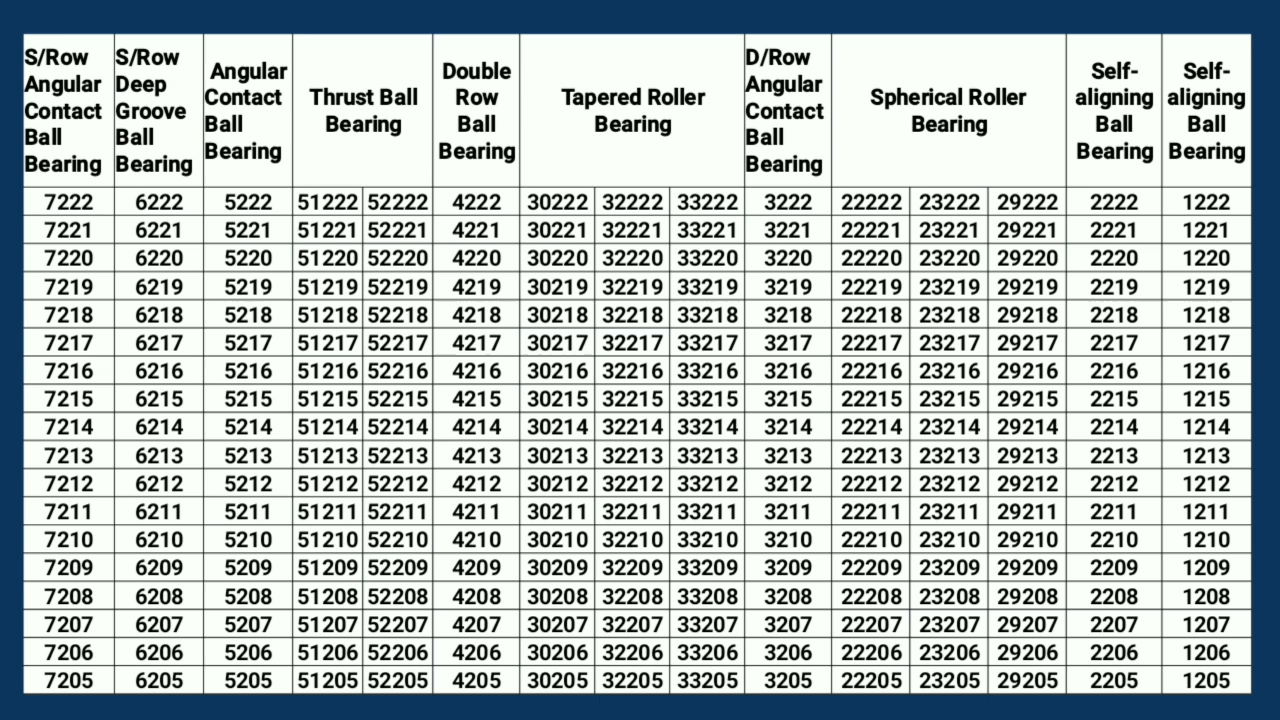 S/Row Angular Contact Ball Bearing S/Row Deep Groove Ball Bearing Angular Contact Ball Bearing Thrust Ball Bearing Double Row Ball Bearing Tapered Roller Bearing D/Row Angular Contact Ball Bearing Spherical Roller Bearing Self-aligning Ball Bearing Self-aligning Ball Bearing
7222 6222 5222 51222 52222 4222 30222 32222 33222 3222 22222 23222 29222 2222 1222
7221 6221 5221 51221 52221 4221 30221 32221 33221 3221 22221 23221 29221 2221 1221
7220 6220 5220 51220 52220 4220 30220 32220 33220 3220 22220 23220 29220 2220 1220
7219 6219 5219 51219 52219 4219 30219 32219 33219 3219 22219 23219 29219 2219 1219
7218 6218 5218 51218 52218 4218 30218 32218 33218 3218 22218 23218 29218 2218 1218
7217 6217 5217 51217 52217 4217 30217 32217 33217 3217 22217 23217 29217 2217 1217
7216 6216 5216 51216 52216 4216 30216 32216 33216 3216 22216 23216 29216 2216 1216
7215 6215 5215 51215 52215 4215 30215 32215 33215 3215 22215 23215 29215 2215 1215
7214 6214 5214 51214 52214 4214 30214 32214 33214 3214 22214 23214 29214 2214 1214
7213 6213 5213 51213 52213 4213 30213 32213 33213 3213 22213 23213 29213 2213 1213
7212 6212 5212 51212 52212 4212 30212 32212 33212 3212 22212 23212 29212 2212 1212
7211 6211 5211 51211 52211 4211 30211 32211 33211 3211 22211 23211 29211 2211 1211
7210 6210 5210 51210 52210 4210 30210 32210 33210 3210 22210 23210 29210 2210 1210
7209 6209 5209 51209 52209 4209 30209 32209 33209 3209 22209 23209 29209 2209 1209
7208 6208 5208 51208 52208 4208 30208 32208 33208 3208 22208 23208 29208 2208 1208
7207 6207 5207 51207 52207 4207 30207 32207 33207 3207 22207 23207 29207 2207 1207
7206 6206 5206 51206 52206 4206 30206 32206 33206 3206 22206 23206 29206 2206 1206
7205 6205 5205 51205 52205 4205 30205 32205 33205 3205 22205 23205 29205 2205 1205